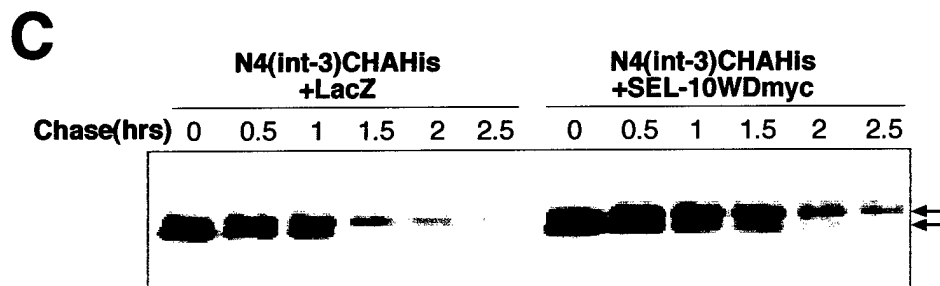 C
N4(int-3)CHAHis N4(int-3)CHAHis
+LacZ +SEL-10WDmyc
Chase(hrs) 0 0.5 1 1.5 2 2.5 0 0.5 1 1.5 2 2.5